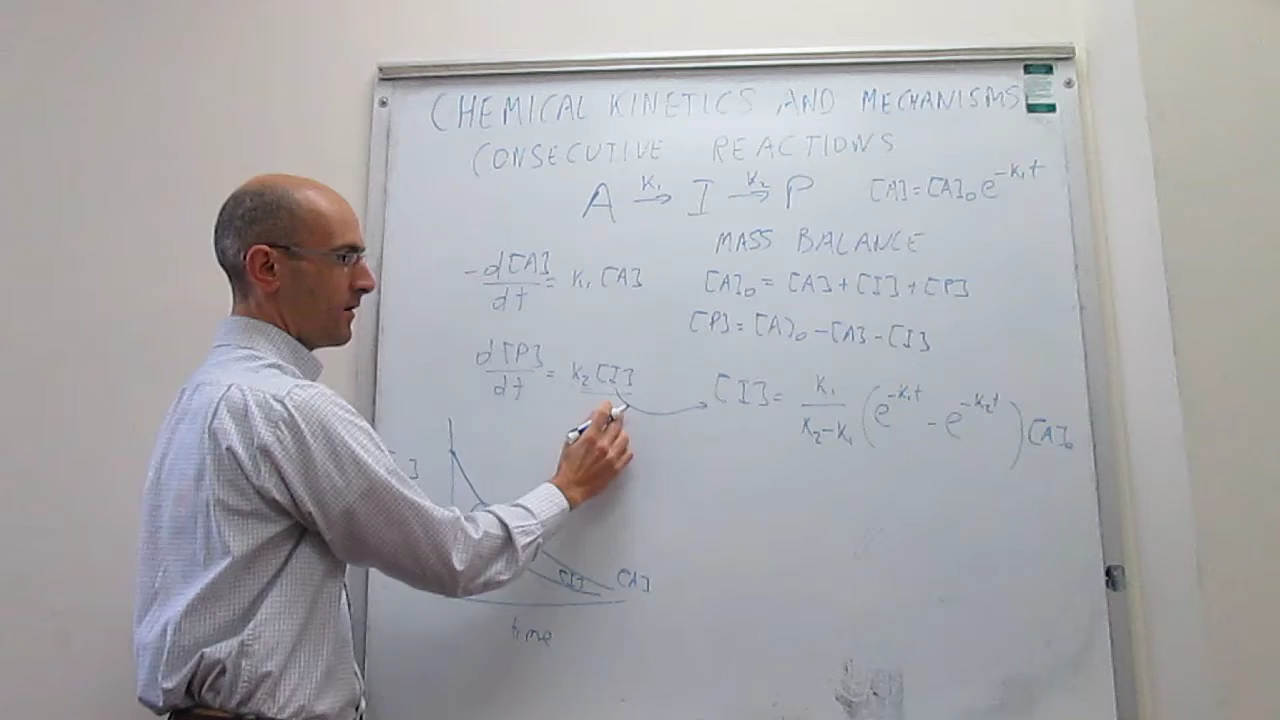 CHEMICAL KINETICS AND MECHANISMS
CONSECUTIVE REACTIONS
A →(K₁) I →(K₂) P
[A] = [A]₀ e^(-K₁t)
MASS BALANCE
-d[A]/dt = K₁ [A]
[A]₀ = [A] + [I] + [P]
[P] = [A]₀ - [A] - [I]
d[P]/dt = K₂ [I]
[I] = K₁/(K₂-K₁) (e^(-K₁t) - e^(-K₂t)) [A]₀
[I]
[A]
time